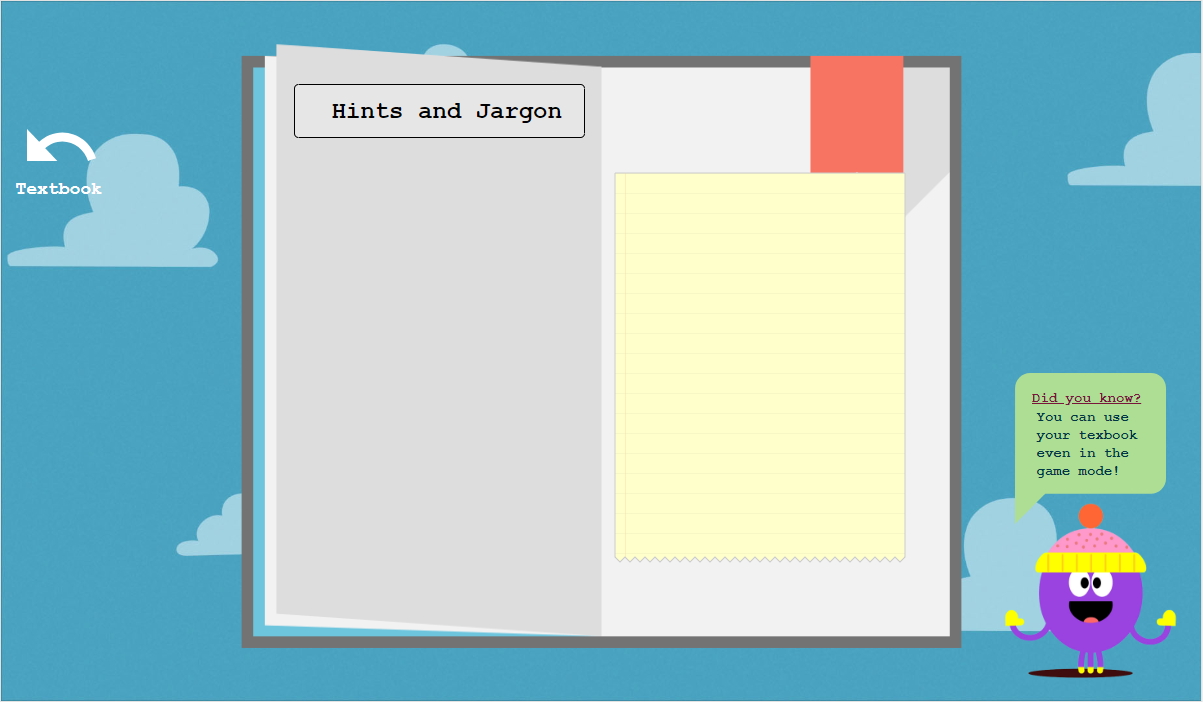 Hints and Jargon
Textbook
Did you know?
You can use
your texbook
even in the
game mode!